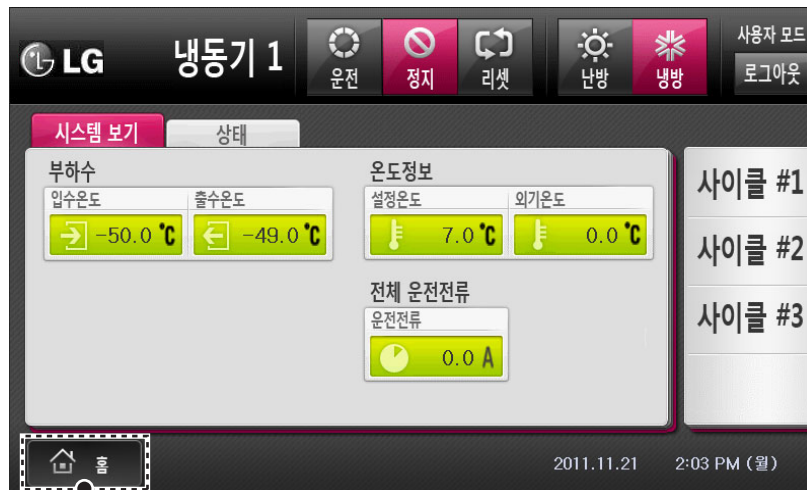 LG 냉동기 1 운전 정지 리셋 난방 냉방 사용자 모드
로그아웃
시스템 보기 상태
부하수 온도정보
입수온도 출수온도 설정온도 외기온도
-50.0 ℃ -49.0 ℃ 7.0 ℃ 0.0 ℃
사이클 #1
사이클 #2
사이클 #3
전체 운전전류
운전전류
0.0 A
홈 2011.11.21 2:03 PM (월)